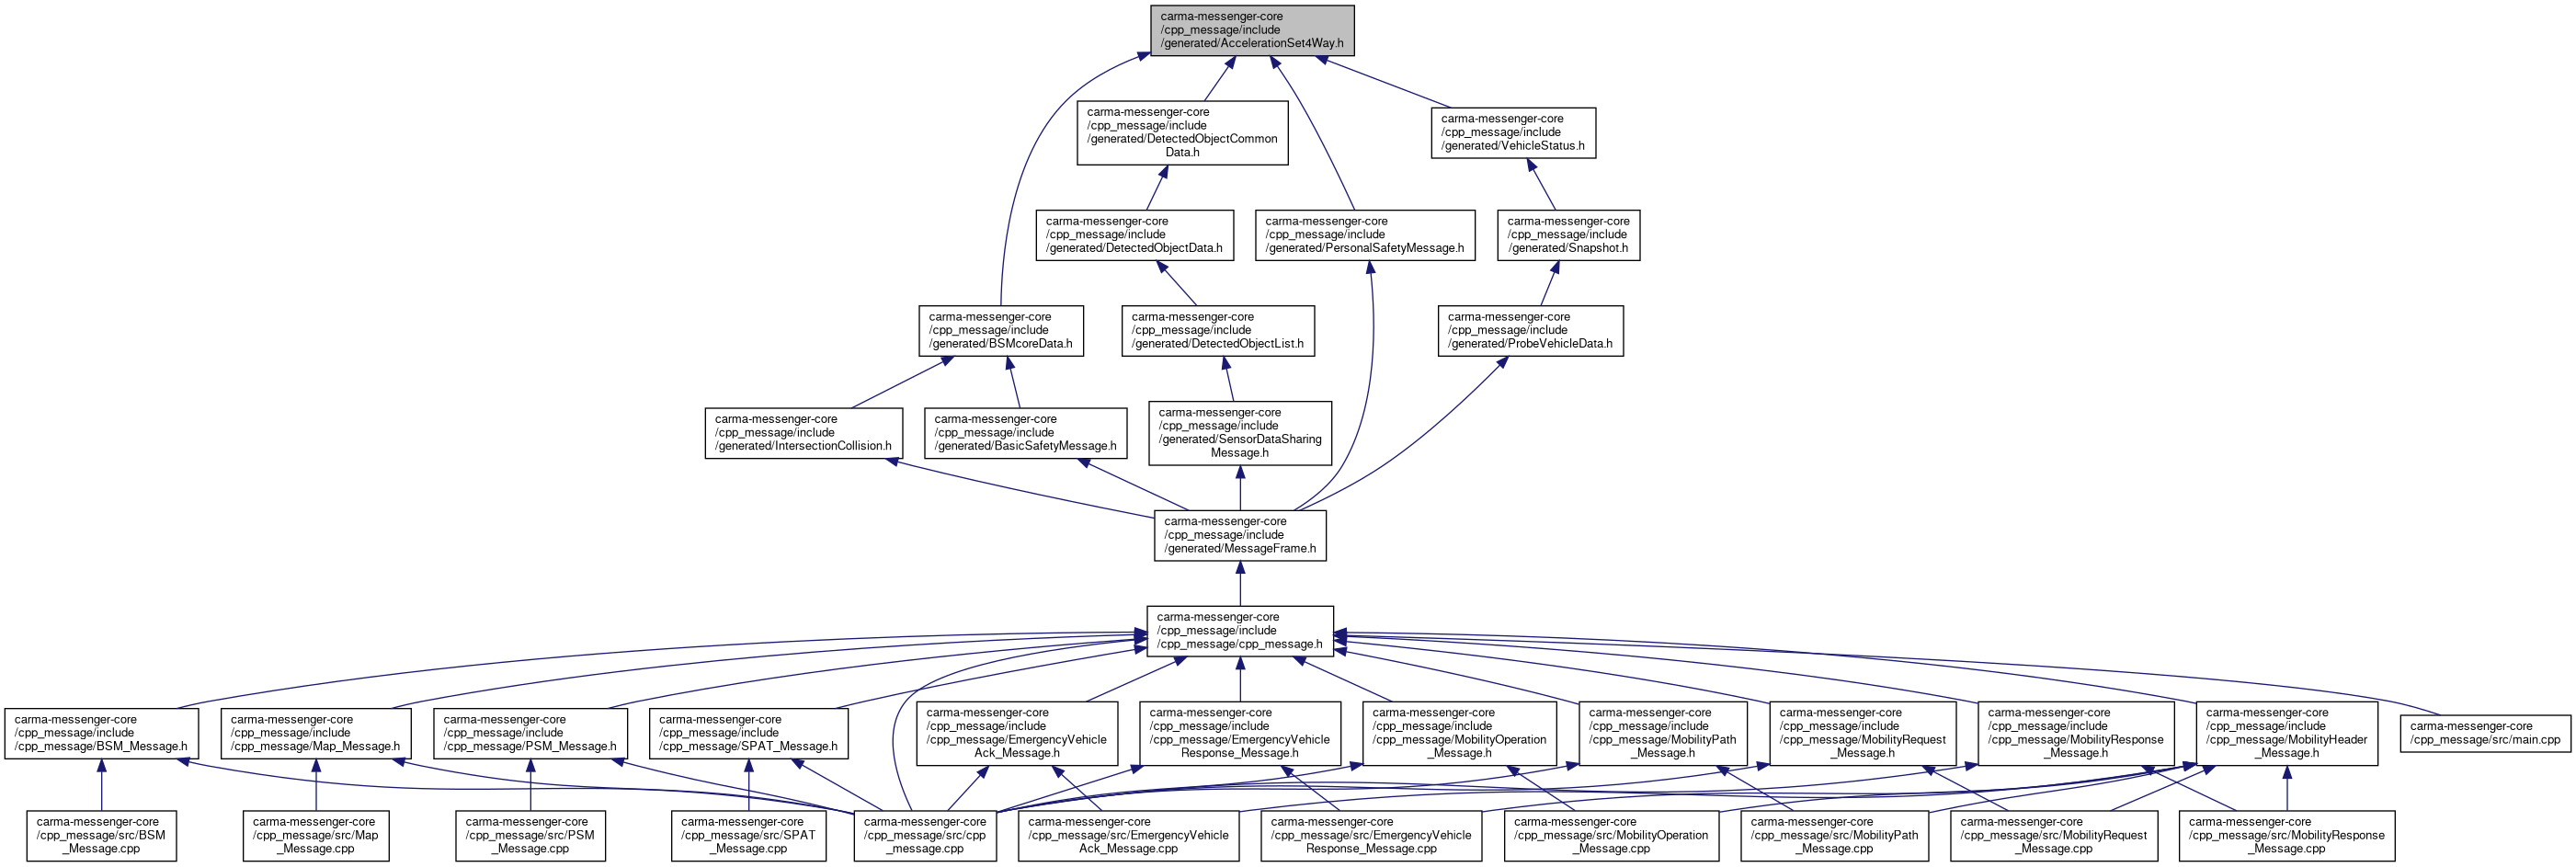 carma-messenger-core
/cpp_message/include
/generated/AccelerationSet4Way.h
carma-messenger-core
/cpp_message/include
/generated/DetectedObjectCommon
Data.h
carma-messenger-core
/cpp_message/include
/generated/VehicleStatus.h
carma-messenger-core
/cpp_message/include
/generated/DetectedObjectData.h
carma-messenger-core
/cpp_message/include
/generated/PersonalSafetyMessage.h
carma-messenger-core
/cpp_message/include
/generated/Snapshot.h
carma-messenger-core
/cpp_message/include
/generated/BSMcoreData.h
carma-messenger-core
/cpp_message/include
/generated/DetectedObjectList.h
carma-messenger-core
/cpp_message/include
/generated/ProbeVehicleData.h
carma-messenger-core
/cpp_message/include
/generated/IntersectionCollision.h
carma-messenger-core
/cpp_message/include
/generated/BasicSafetyMessage.h
carma-messenger-core
/cpp_message/include
/generated/SensorDataSharing
Message.h
carma-messenger-core
/cpp_message/include
/generated/MessageFrame.h
carma-messenger-core
/cpp_message/include
/cpp_message/cpp_message.h
carma-messenger-core
/cpp_message/include
/cpp_message/BSM_Message.h
carma-messenger-core
/cpp_message/include
/cpp_message/Map_Message.h
carma-messenger-core
/cpp_message/include
/cpp_message/PSM_Message.h
carma-messenger-core
/cpp_message/include
/cpp_message/SPAT_Message.h
carma-messenger-core
/cpp_message/include
/cpp_message/EmergencyVehicle
Ack_Message.h
carma-messenger-core
/cpp_message/include
/cpp_message/EmergencyVehicle
Response_Message.h
carma-messenger-core
/cpp_message/include
/cpp_message/MobilityOperation
_Message.h
carma-messenger-core
/cpp_message/include
/cpp_message/MobilityPath
_Message.h
carma-messenger-core
/cpp_message/include
/cpp_message/MobilityRequest
_Message.h
carma-messenger-core
/cpp_message/include
/cpp_message/MobilityResponse
_Message.h
carma-messenger-core
/cpp_message/include
/cpp_message/MobilityHeader
_Message.h
carma-messenger-core
/cpp_message/src/main.cpp
carma-messenger-core
/cpp_message/src/BSM
_Message.cpp
carma-messenger-core
/cpp_message/src/Map
_Message.cpp
carma-messenger-core
/cpp_message/src/PSM
_Message.cpp
carma-messenger-core
/cpp_message/src/SPAT
_Message.cpp
carma-messenger-core
/cpp_message/src/cpp
_message.cpp
carma-messenger-core
/cpp_message/src/EmergencyVehicle
Ack_Message.cpp
carma-messenger-core
/cpp_message/src/EmergencyVehicle
Response_Message.cpp
carma-messenger-core
/cpp_message/src/MobilityOperation
_Message.cpp
carma-messenger-core
/cpp_message/src/MobilityPath
_Message.cpp
carma-messenger-core
/cpp_message/src/MobilityRequest
_Message.cpp
carma-messenger-core
/cpp_message/src/MobilityResponse
_Message.cpp